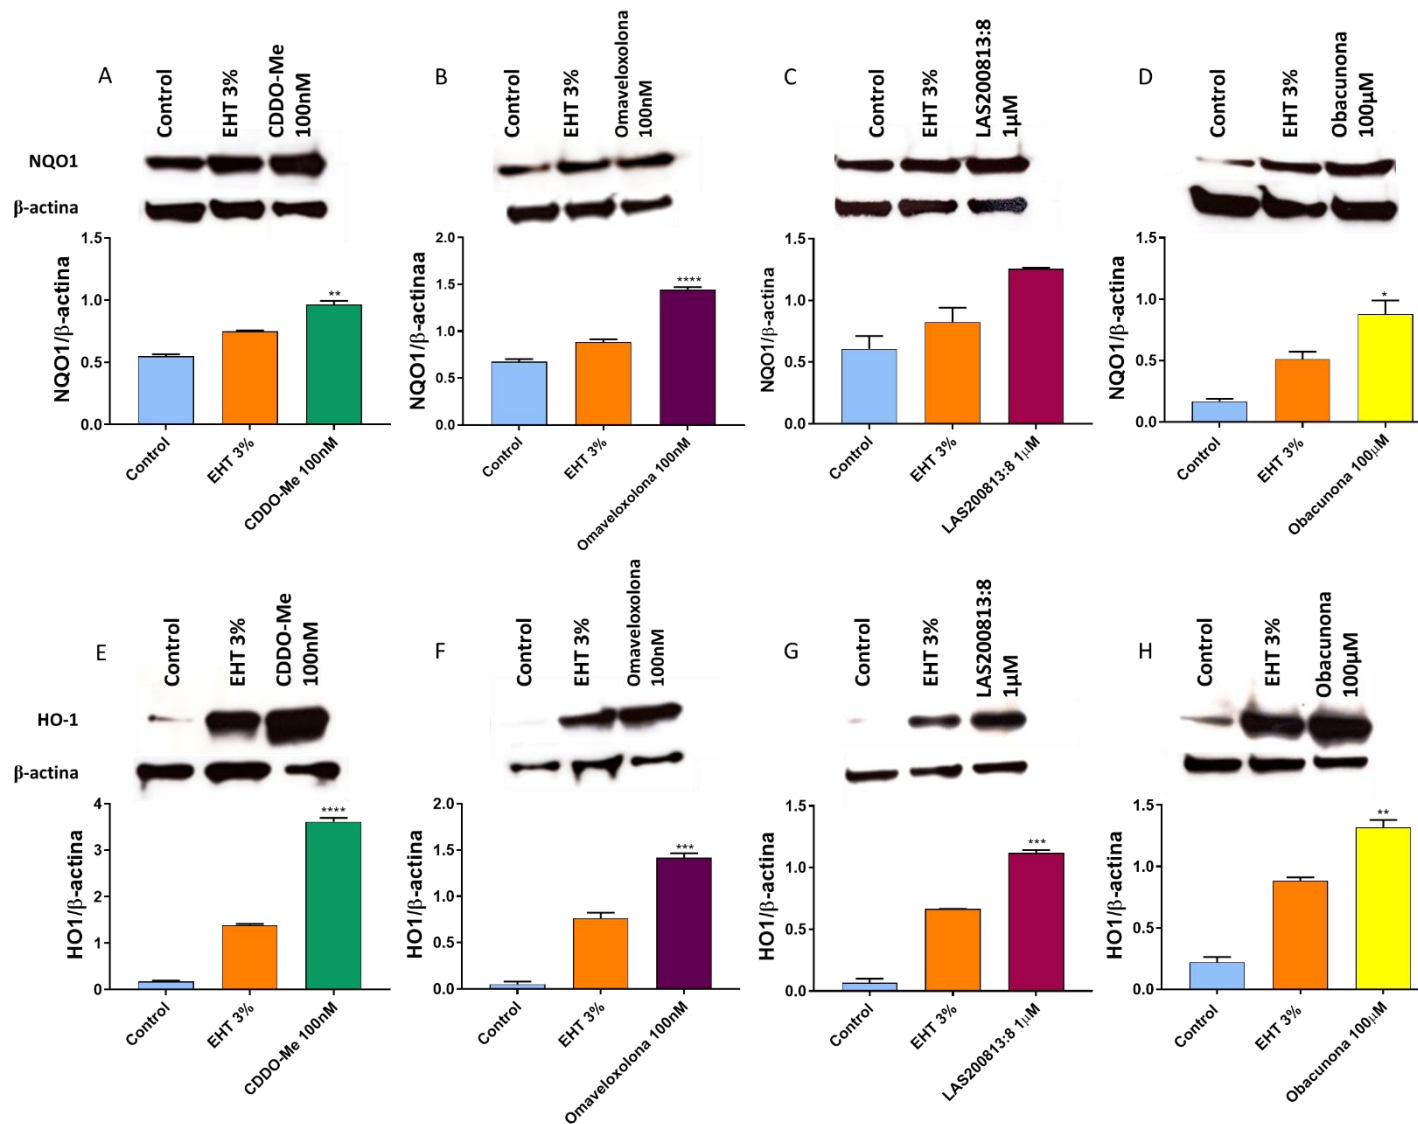 A
Control
EHT 3%
CDDO-Me
100nM
NQO1
β-actina
NQO1/β-actina
1.5
1.0
0.5
0.0
**
Control
EHT 3%
CDDO-Me 100nM
B
Control
EHT 3%
Omaveloxolona
100nM
NQO1/β-actinaa
2.0
1.5
1.0
0.5
0.0
****
Control
EHT 3%
Omaveloxolona 100nM
C
Control
EHT 3%
LAS200813:8
1µM
NQO1/β-actina
1.5
1.0
0.5
0.0
Control
EHT 3%
LAS200813:8 1µM
D
Control
EHT 3%
Obacunona
100µM
NQO1/β-actina
1.5
1.0
0.5
0.0
*
Control
EHT 3%
Obacunona 100µM
E
Control
EHT 3%
CDDO-Me
100nM
HO-1
β-actina
HO1/β-actina
4
3
2
1
0
****
Control
EHT 3%
CDDO-Me 100nM
F
Control
EHT 3%
Omaveloxolona
100nM
HO1/β-actina
2.0
1.5
1.0
0.5
0.0
***
Control
EHT 3%
Omaveloxolona 100nM
G
Control
EHT 3%
LAS200813:8
1µM
HO1/β-actina
1.5
1.0
0.5
0.0
***
Control
EHT 3%
LAS200813:8 1µM
H
Control
EHT 3%
Obacunona
100µM
HO1/β-actina
1.5
1.0
0.5
0.0
**
Control
EHT 3%
Obacunona 100µM